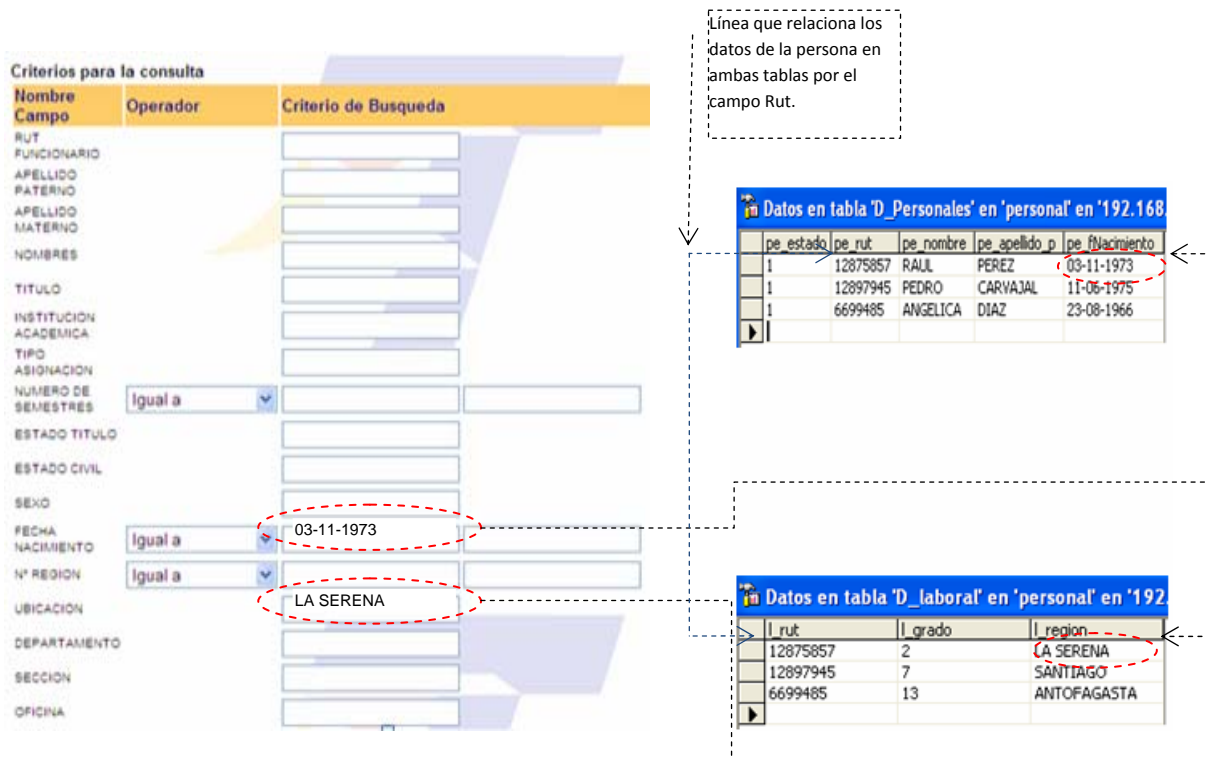 Línea que relaciona los
datos de la persona en
ambas tablas por el
campo Rut.
Criterios para la consulta
Nombre Campo Operador Criterio de Busqueda
RUT
FUNCIONARIO
APELLIDO
PATERNO
APELLIDO
MATERNO
NOMBRES
TITULO
INSTITUCION
ACADEMICA
TIPO
ASIGNACION
NUMERO DE
SEMESTRES Igual a
ESTADO TITULO
ESTADO CIVIL
SEXO
FECHA
NACIMIENTO Igual a 03-11-1973
Nº REGION Igual a
UBICACION LA SERENA
DEPARTAMENTO
SECCION
OFICINA
Datos en tabla 'D_Personales' en 'personal' en '192.168.
pe_estado pe_rut pe_nombre pe_apellido_p pe_fNacimiento
1 12875857 RAUL PEREZ 03-11-1973
1 12897945 PEDRO CARVAJAL 11-06-1975
1 6699485 ANGELICA DIAZ 23-08-1966
Datos en tabla 'D_laboral' en 'personal' en '192.
l_rut l_grado l_region
12875857 2 LA SERENA
12897945 7 SANTIAGO
6699485 13 ANTOFAGASTA